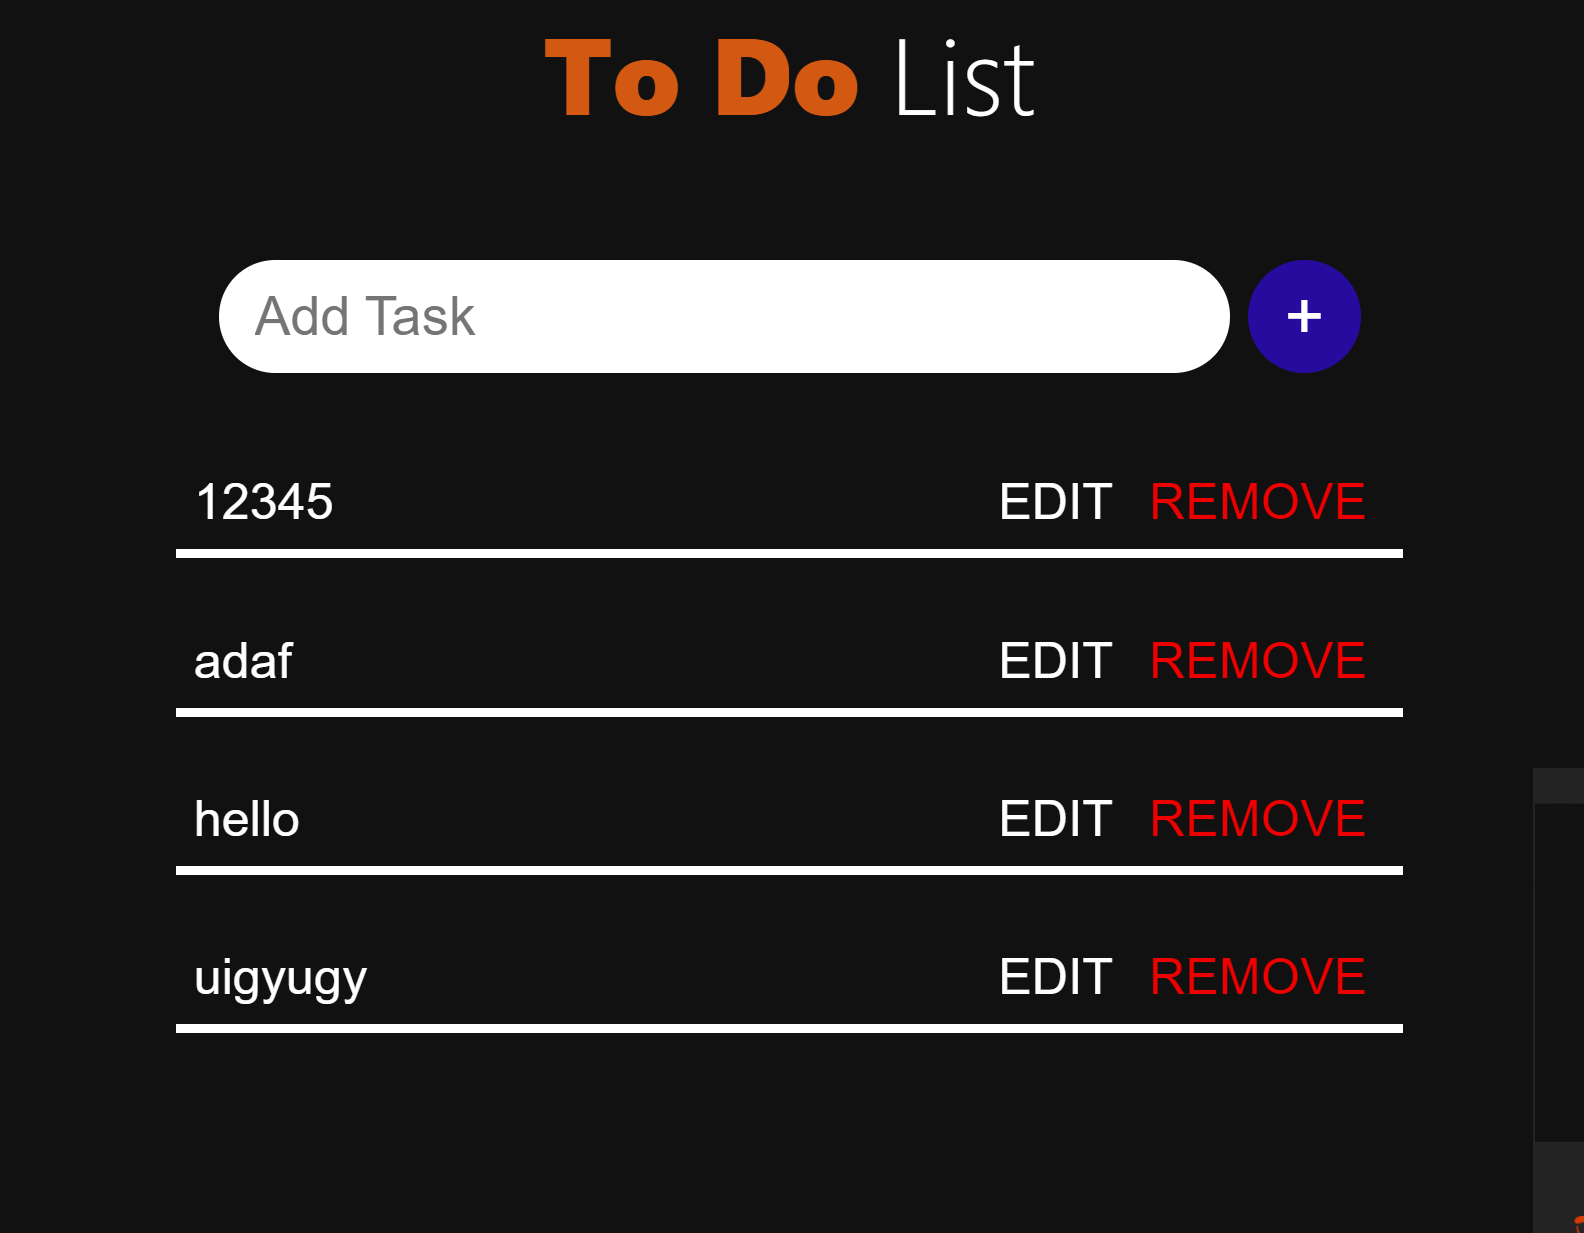 To Do List
Add Task
+
12345 EDIT REMOVE
adaf EDIT REMOVE
hello EDIT REMOVE
uigyugy EDIT REMOVE